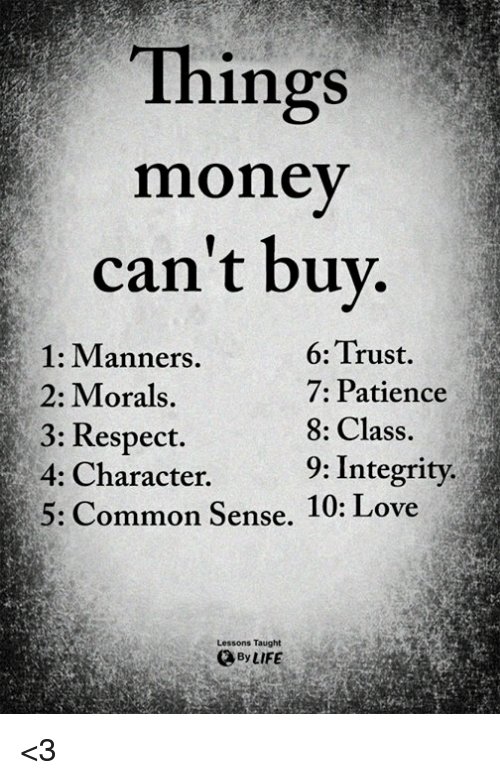 Things
money
can't buy.
1: Manners.
2: Morals.
3: Respect.
4: Character.
5: Common Sense.
6: Trust.
7: Patience
8: Class.
9: Integrity.
10: Love
Lessons Taught
By LIFE
<3